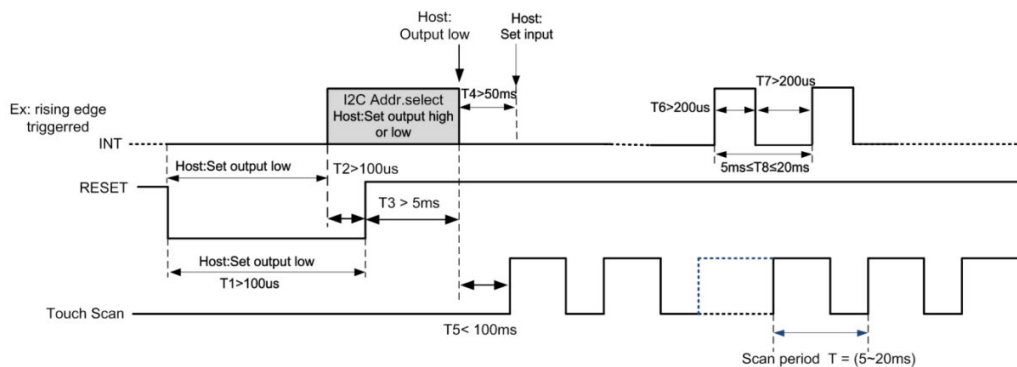 Host:
Output low
Host:
Set input
T7>200us
T4>50ms
T6>200us
Ex: rising edge
triggerred
I2C Addr.select
Host:Set output high
or low
INT
Host:Set output low
T2>100us
5ms≤T8≤20ms
RESET
T3 > 5ms
Host:Set output low
T1>100us
Touch Scan
T5< 100ms
Scan period T = (5~20ms)